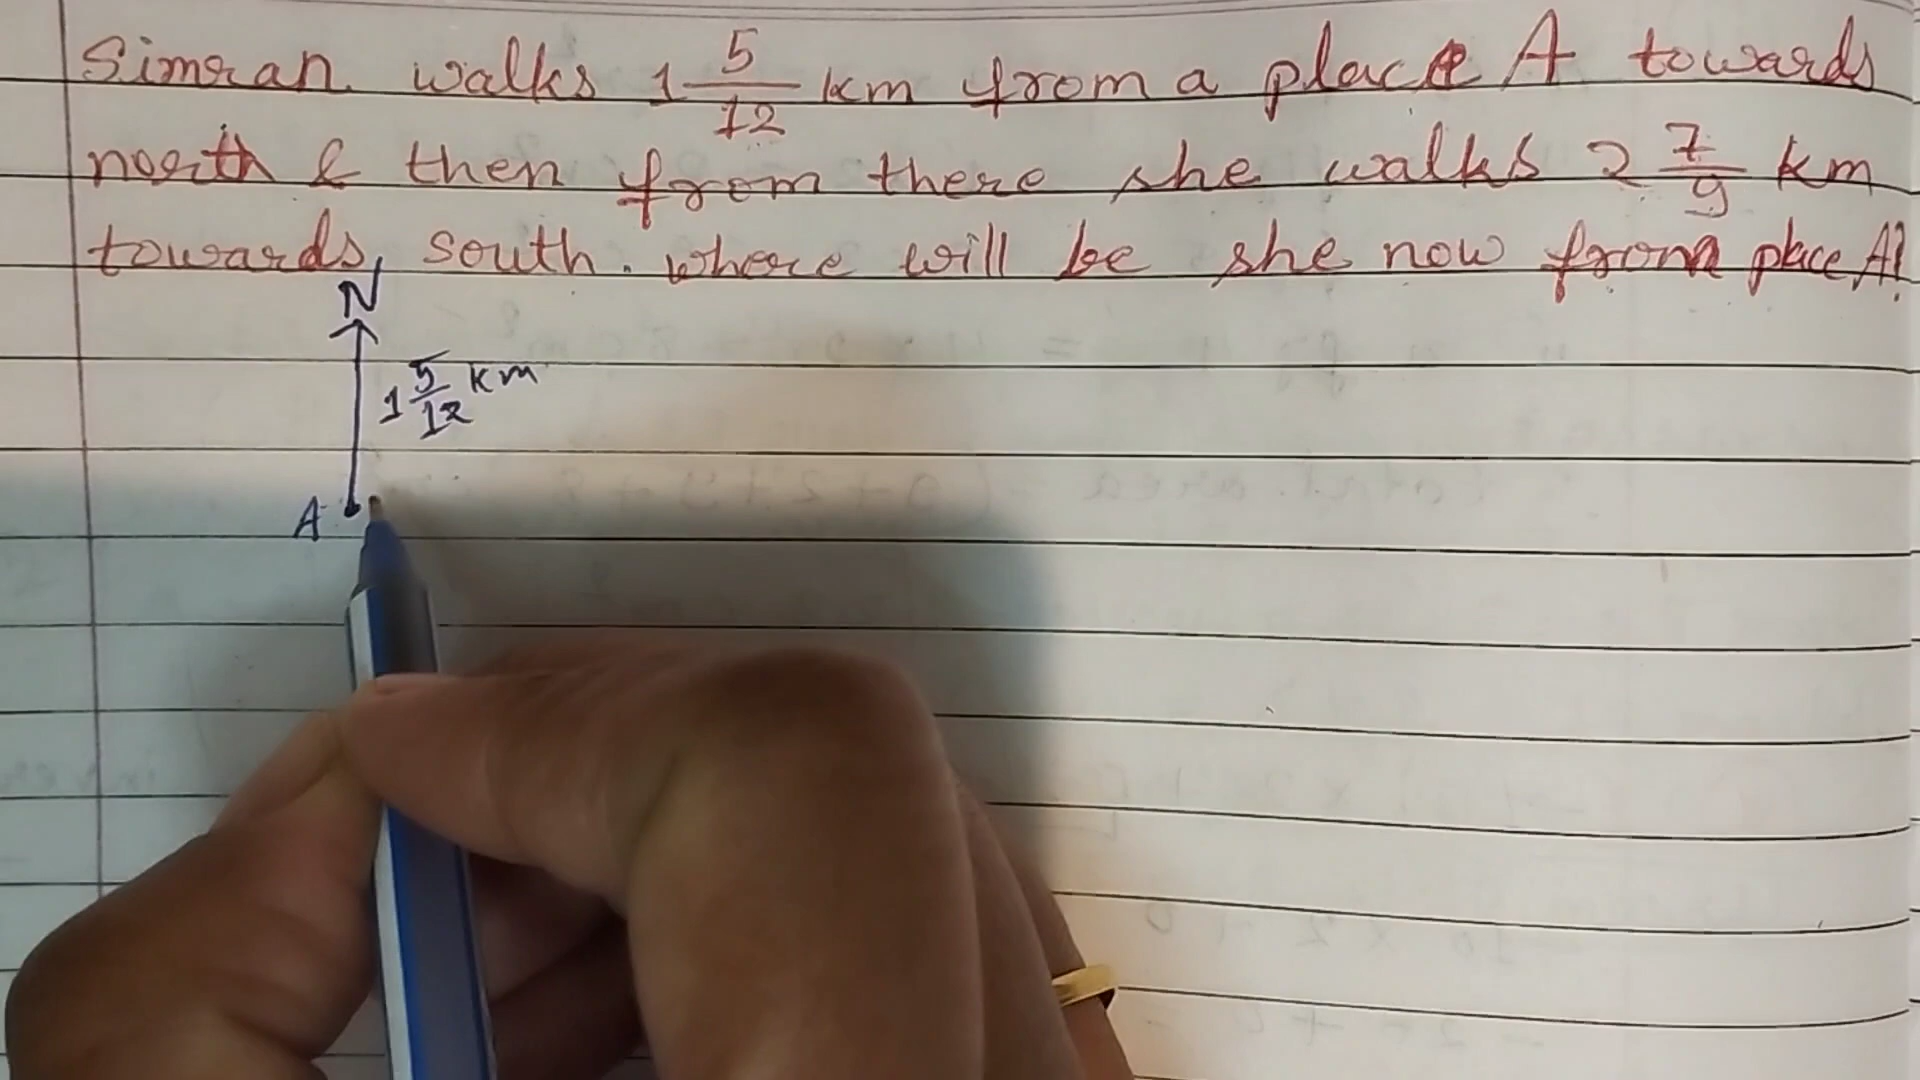 Simran walks 1 5/12 km from a place A towards
north & then from there she walks 2 7/9 km
towards, south. where will be she now from place A?
N
1 5/12 km
A